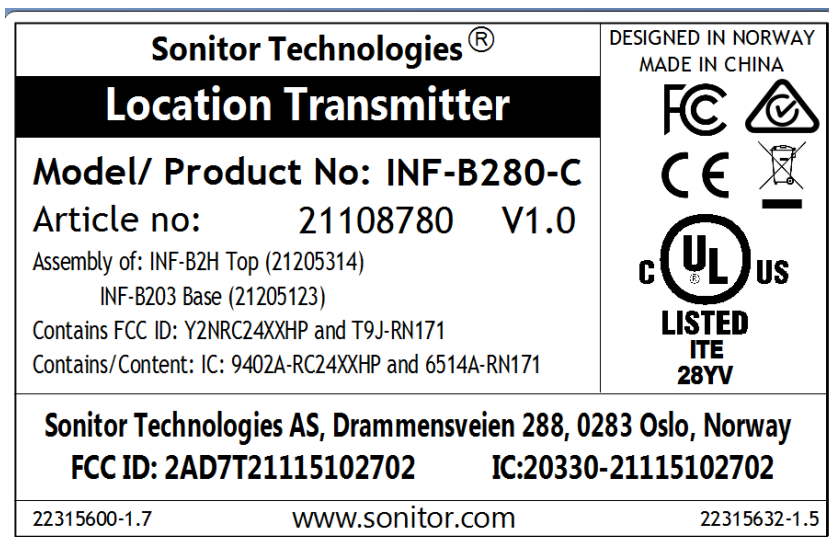 Sonitor Technologies®
Location Transmitter
Model/ Product No: INF-B280-C
Article no: 21108780 V1.0
Assembly of: INF-B2H Top (21205314)
INF-B203 Base (21205123)
Contains FCC ID: Y2NRC24XXHP and T9J-RN171
Contains/Content: IC: 9402A-RC24XXHP and 6514A-RN171
DESIGNED IN NORWAY
MADE IN CHINA
FC
CE
C UL ® US
LISTED
ITE
28YV
Sonitor Technologies AS, Drammensveien 288, 0283 Oslo, Norway
FCC ID: 2AD7T21115102702 IC:20330-21115102702
22315600-1.7 www.sonitor.com 22315632-1.5